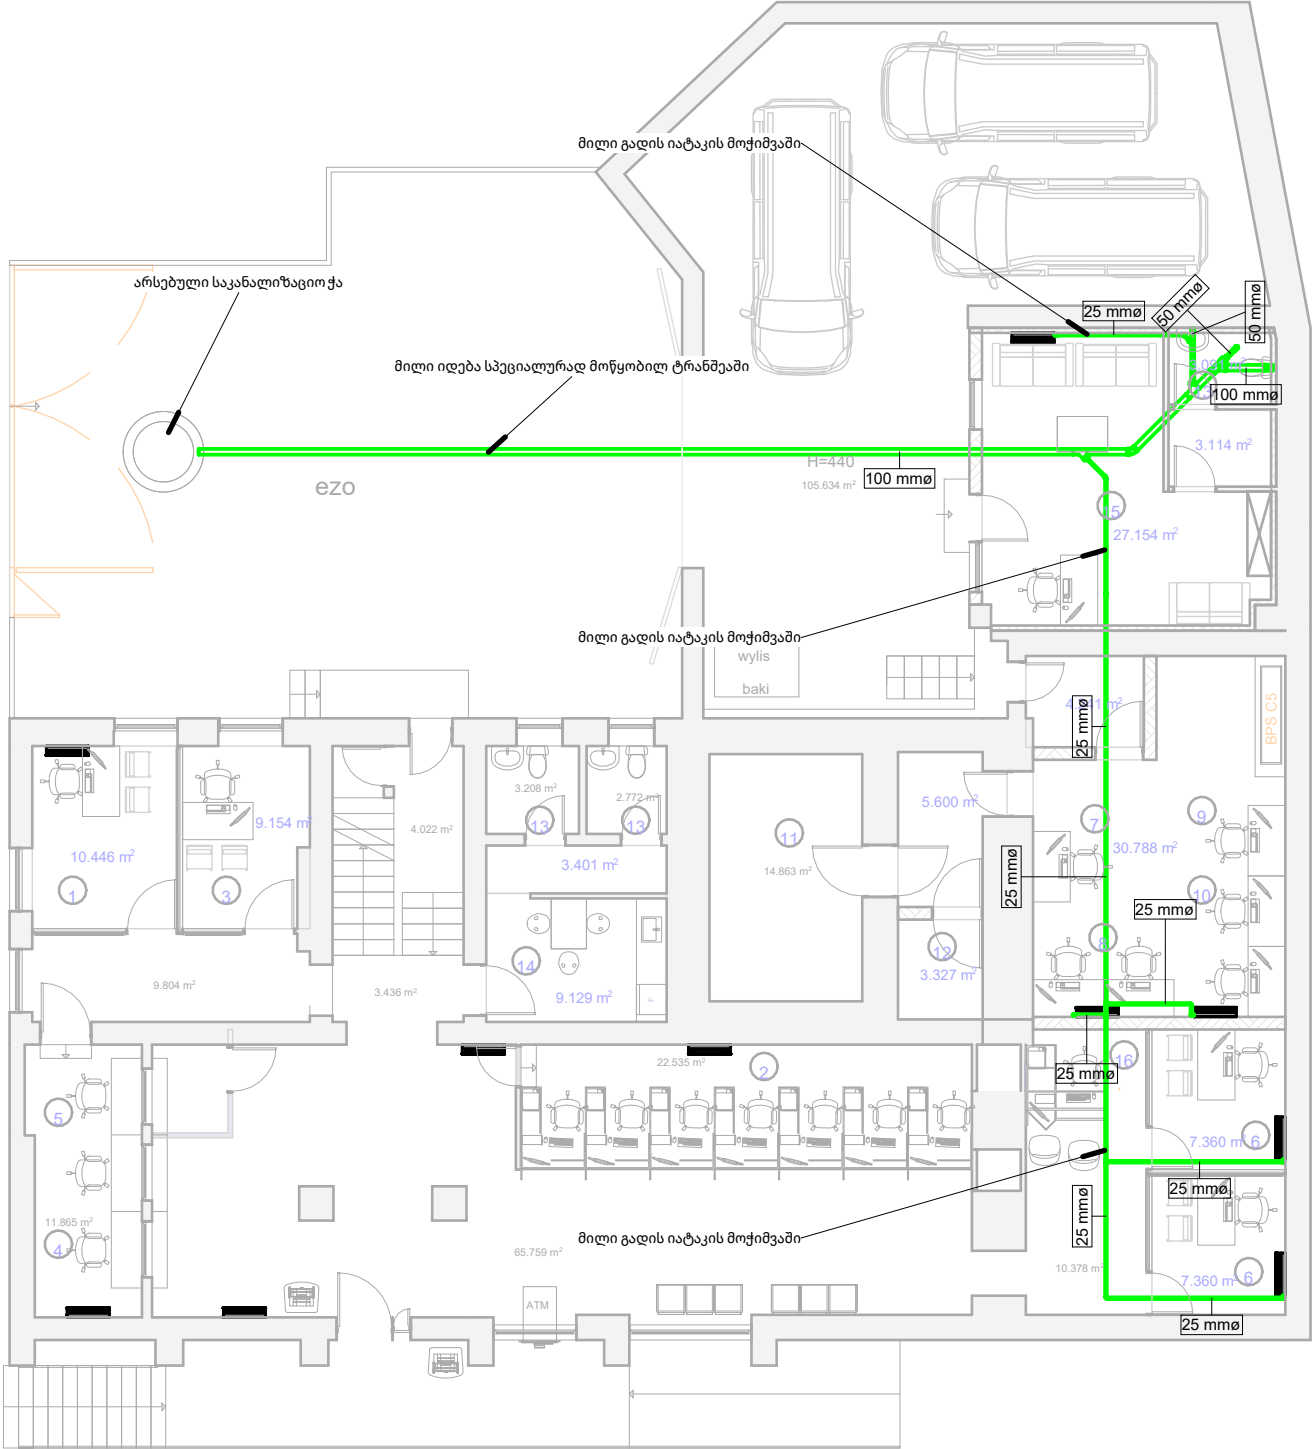 მილი გადის იატაკის მოჭიმვაში
არსებული საკანალიზაციო ჭა
25 mmø
50 mmø
50 mmø
მილი იდება სპეციალურად მოწყობილ ტრანშეაში
100 mmø
3.114 m²
H=440
105.634 m²
100 mmø
ezo
15
27.154 m²
მილი გადის იატაკის მოჭიმვაში
wylis
baki
25 mmø
BPS C5
3.208 m²
2.772 m²
5.600 m²
9.154 m²
4.022 m²
13
13
11
7
9
10.446 m²
3.401 m²
14.863 m²
30.788 m²
1
3
25 mmø
10
25 mmø
8
12
14
3.327 m²
9.804 m²
3.436 m²
9.129 m²
F
22.535 m²
2
16
25 mmø
5
7.360 m²
6
25 mmø
11.865 m²
4
25 mmø
მილი გადის იატაკის მოჭიმვაში
65.759 m²
10.378 m²
7.360 m²
6
ATM
25 mmø